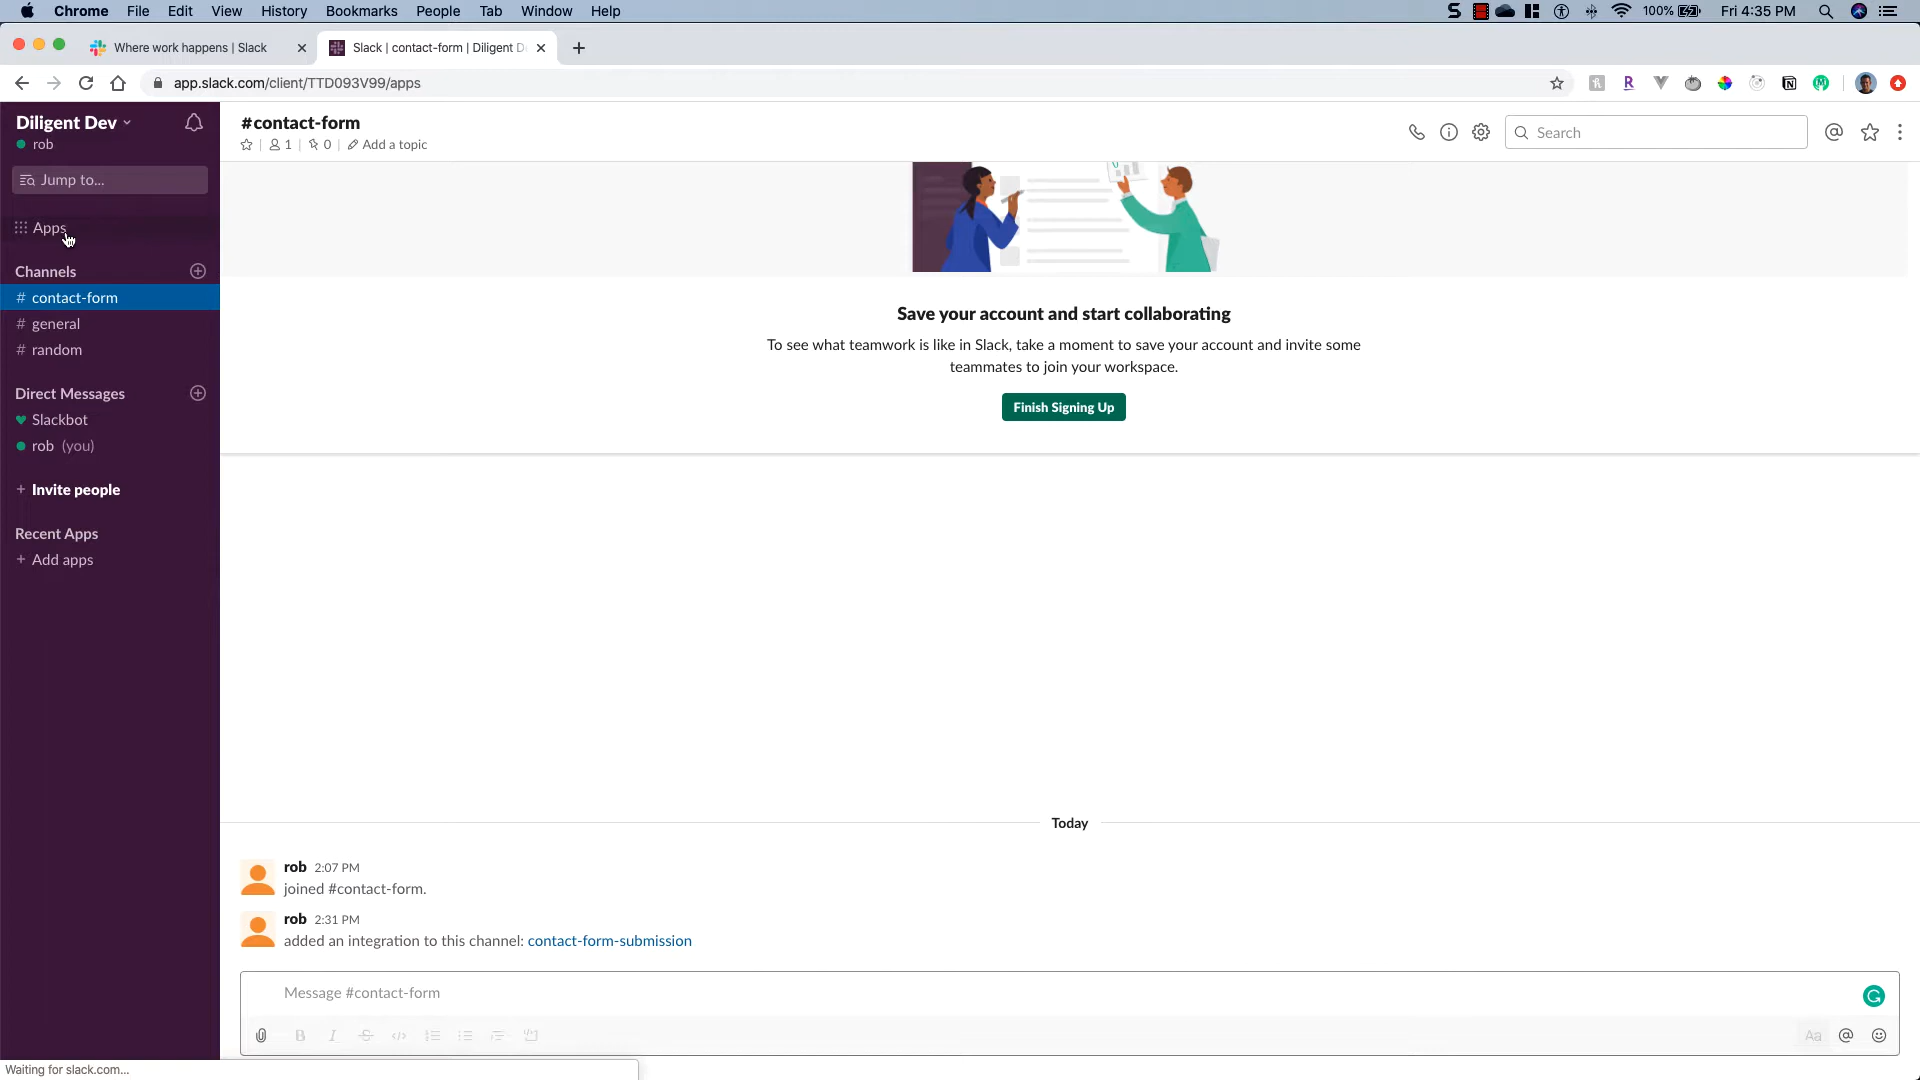 Chrome File Edit View History Bookmarks People Tab Window Help 100% Fri 4:35 PM
Where work happens | Slack Slack | contact-form | Diligent D
app.slack.com/client/TTD093V99/apps
Diligent Dev
rob
Jump to...
Apps
Channels
# contact-form
# general
# random
Direct Messages
Slackbot
rob (you)
+ Invite people
Recent Apps
+ Add apps
#contact-form
1 | 0 | Add a topic
Search
Save your account and start collaborating
To see what teamwork is like in Slack, take a moment to save your account and invite some
teammates to join your workspace.
Finish Signing Up
Today
rob 2:07 PM
joined #contact-form.
rob 2:31 PM
added an integration to this channel: contact-form-submission
Message #contact-form
Aa @
Waiting for slack.com...